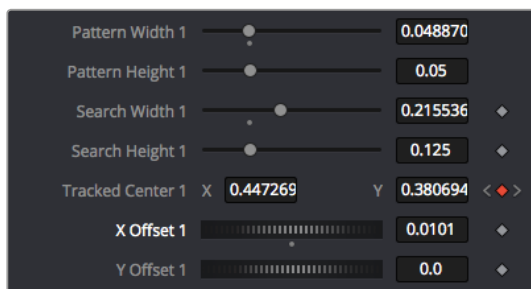 Pattern Width 1 0.048870
Pattern Height 1 0.05
Search Width 1 0.215536
Search Height 1 0.125
Tracked Center 1 X 0.447269 Y 0.380694
X Offset 1 0.0101
Y Offset 1 0.0